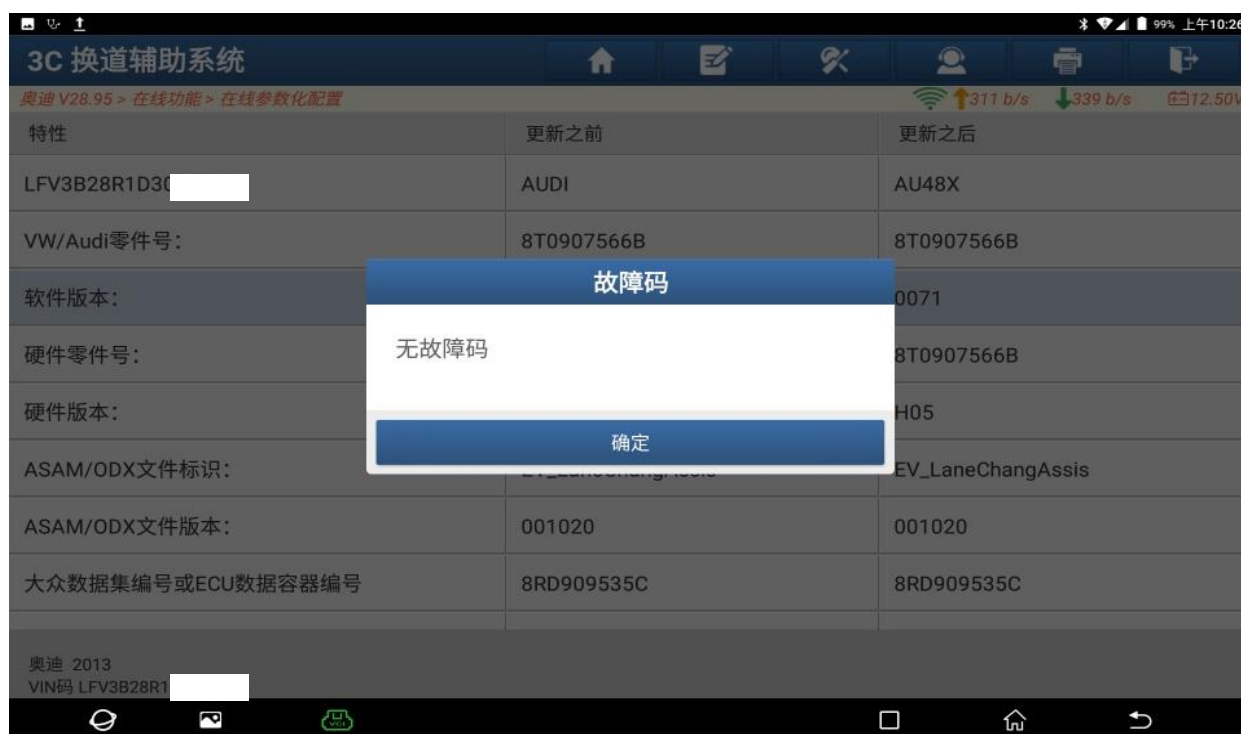 99% 上午10:26
3C 换道辅助系统
奥迪 V28.95 > 在线功能 > 在线参数化配置
311 b/s 339 b/s 12.50V
特性 更新之前 更新之后
LFV3B28R1D30 AUDI AU48X
VW/Audi零件号： 8T0907566B 8T0907566B
故障码
软件版本： 0071
无故障码
硬件零件号： 8T0907566B
硬件版本： H05
确定
ASAM/ODX文件标识： EV_LaneChangAssis
ASAM/ODX文件版本： 001020 001020
大众数据集编号或ECU数据容器编号 8RD909535C 8RD909535C
奥迪 2013
VIN码 LFV3B28R1
VCI